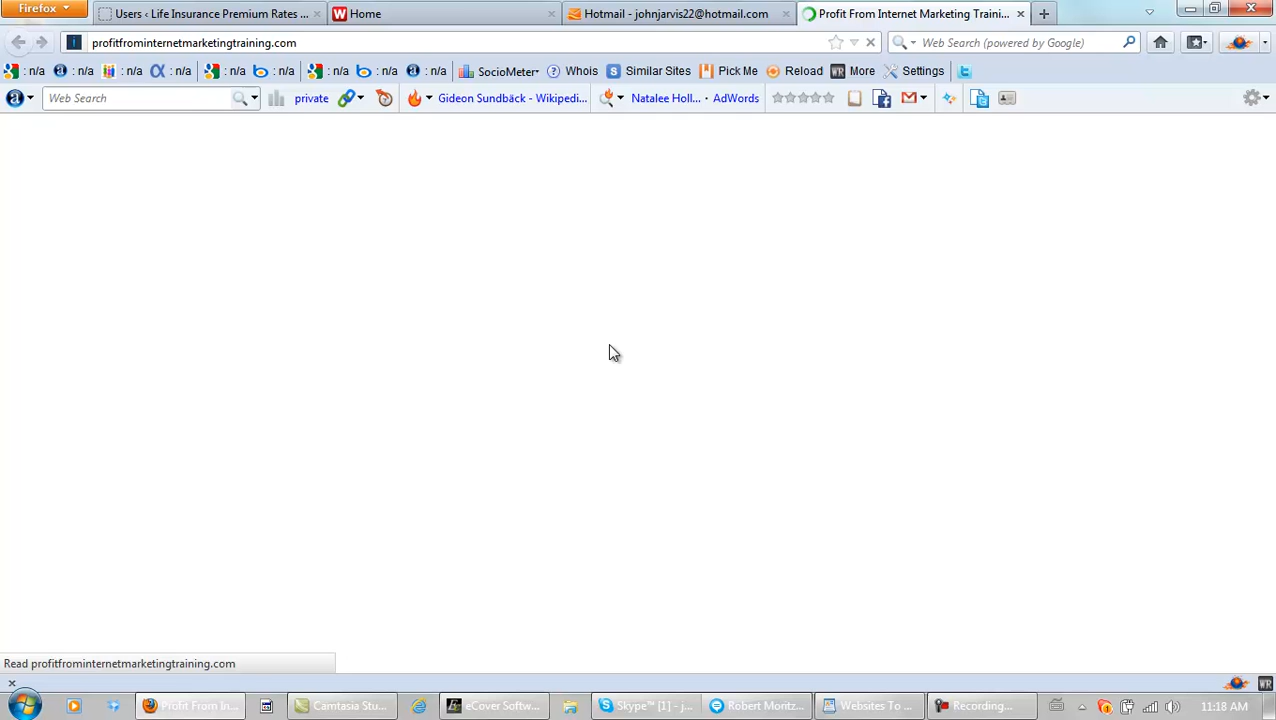 Firefox
Users ‹ Life Insurance Premium Rates ...
Home
Hotmail - johnjarvis22@hotmail.com
Profit From Internet Marketing Traini...
profitfrominternetmarketingtraining.com
Web Search (powered by Google)
: n/a : n/a : n/a : n/a : n/a : n/a : n/a : n/a : n/a SocioMeter Whois Similar Sites Pick Me Reload WR More Settings
Web Search private Gideon Sundbäck - Wikipedi... Natalee Holl... AdWords
Read profitfrominternetmarketingtraining.com
WR
Profit From In... Camtasia Stu... eCover Softw... Skype™ [1] - j... Robert Moritz... Websites To ... Recording... 11:18 AM